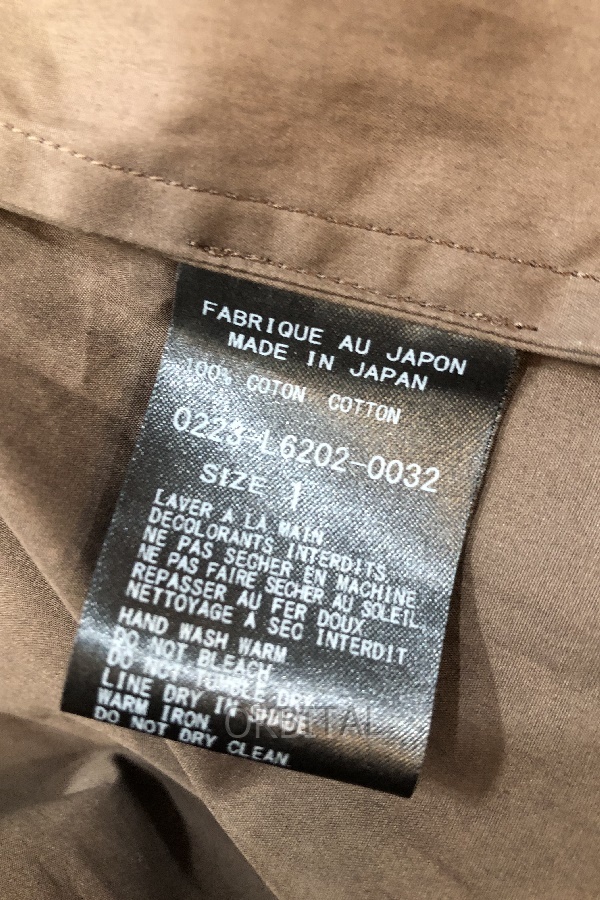 FABRIQUE AU JAPON
MADE IN JAPAN
100% COTON COTTON
0223-L6202-0032
SIZE 1
LAVER A LA MAIN
DECOLORANTS INTERDITS
NE PAS SECHER EN MACHINE
NE PAS FAIRE SECHER AU SOLEIL,
REPASSER AU FER DOUX
NETTOYAGE A SEC INTERDIT
HAND WASH WARM
DO NOT BLEACH
DO NOT TUMBLE DRY
LINE DRY IN SHADE
WARM IRON
DO NOT DRY CLEAN
ORBITAL